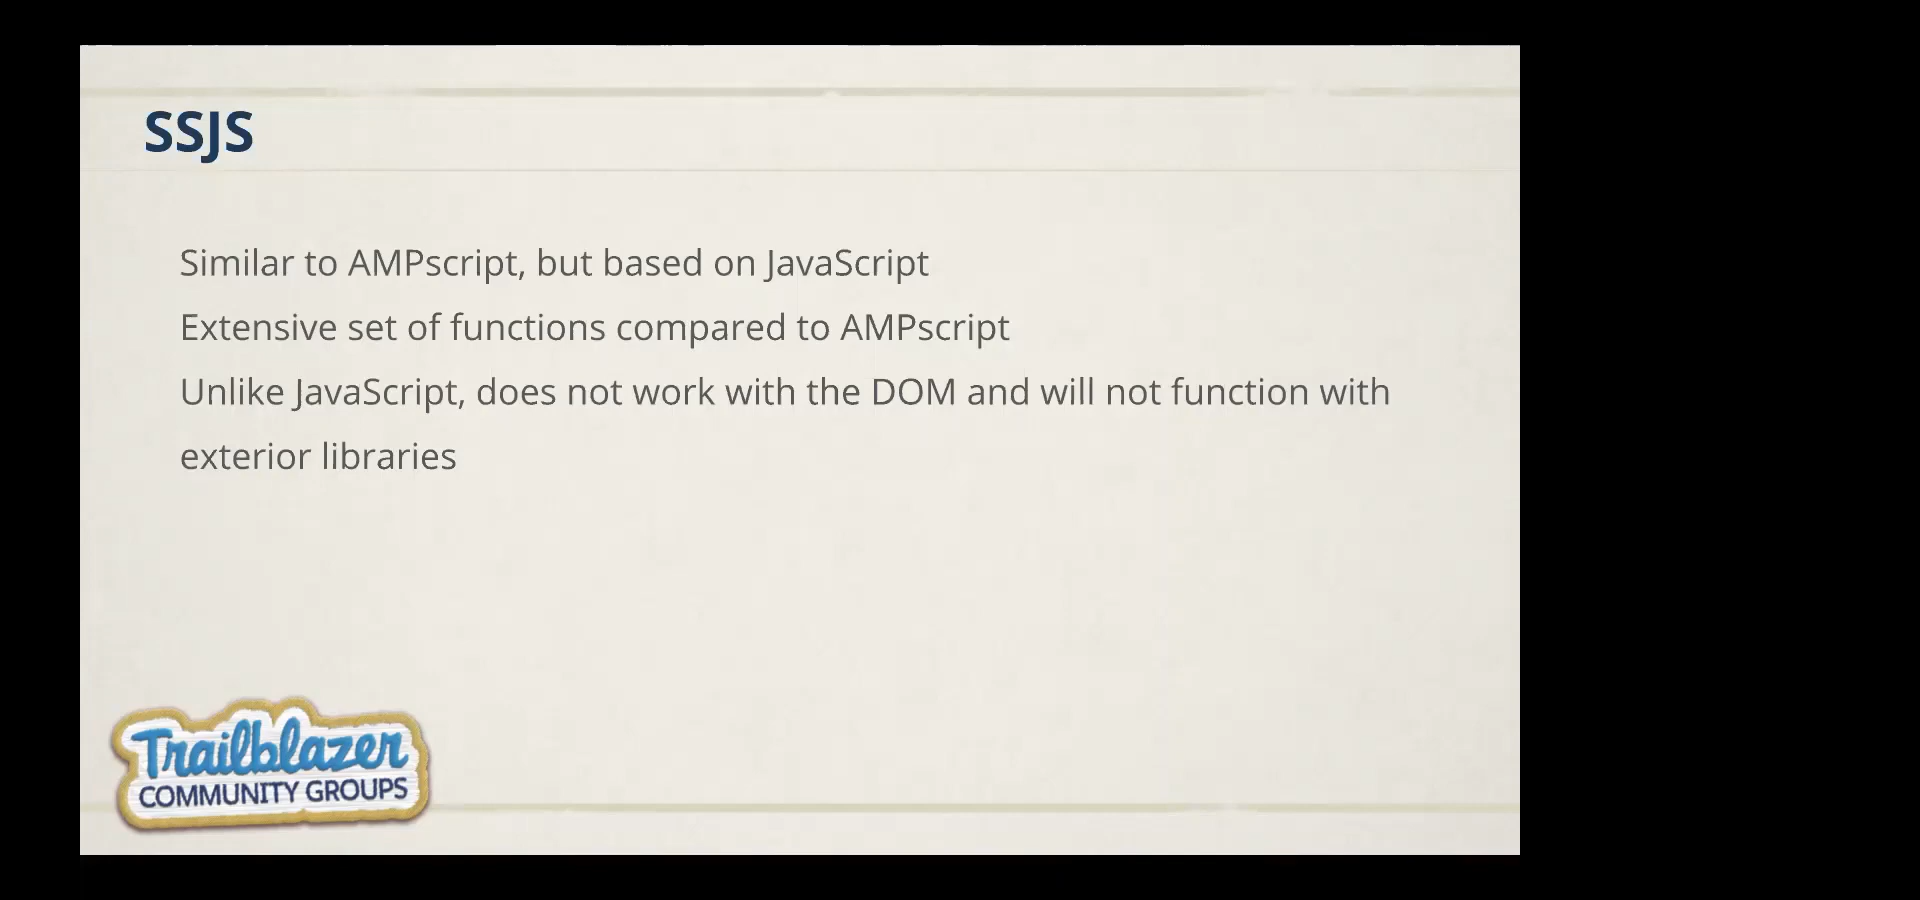 SSJS
Similar to AMPscript, but based on JavaScript
Extensive set of functions compared to AMPscript
Unlike JavaScript, does not work with the DOM and will not function with
exterior libraries
Trailblazer
COMMUNITY GROUPS